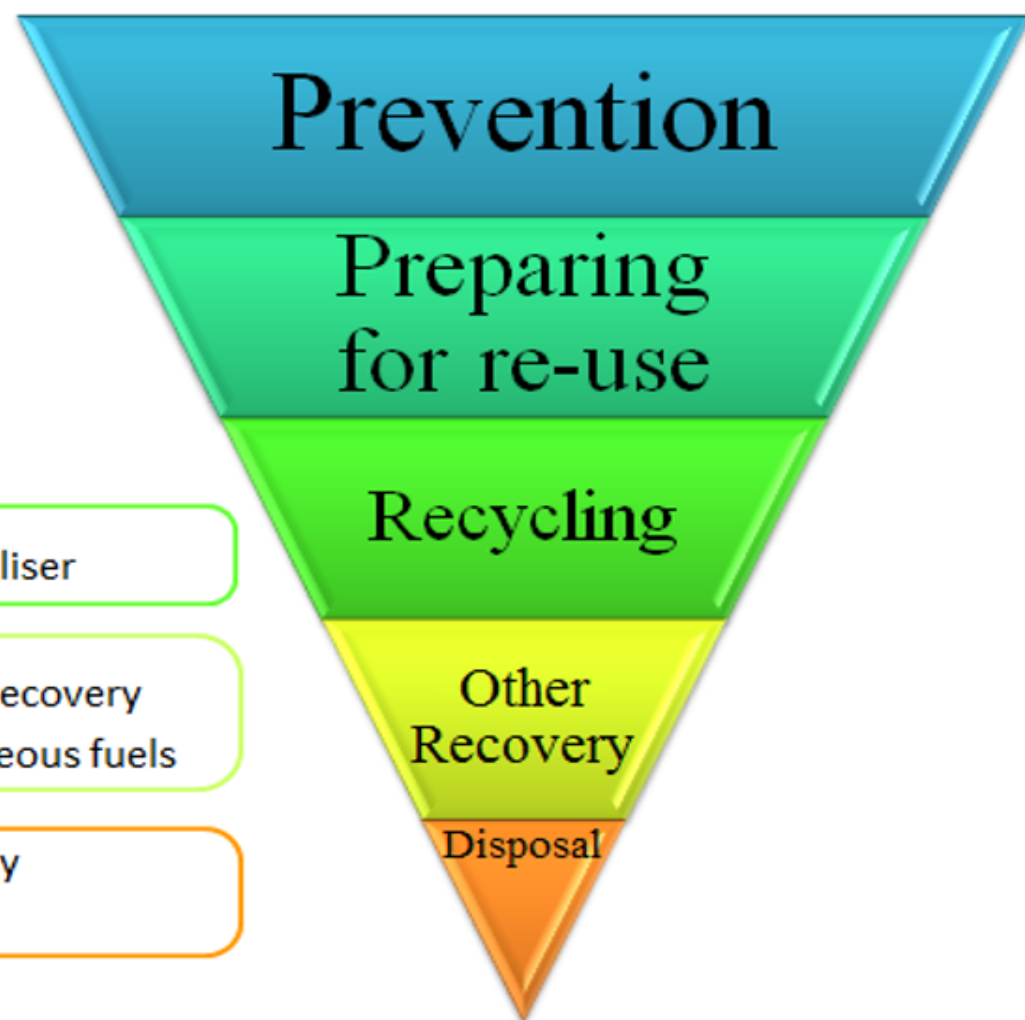 Prevention
Preparing
for re-use
Recycling
liser
Other
Recovery
ecovery
eous fuels
Disposal
y